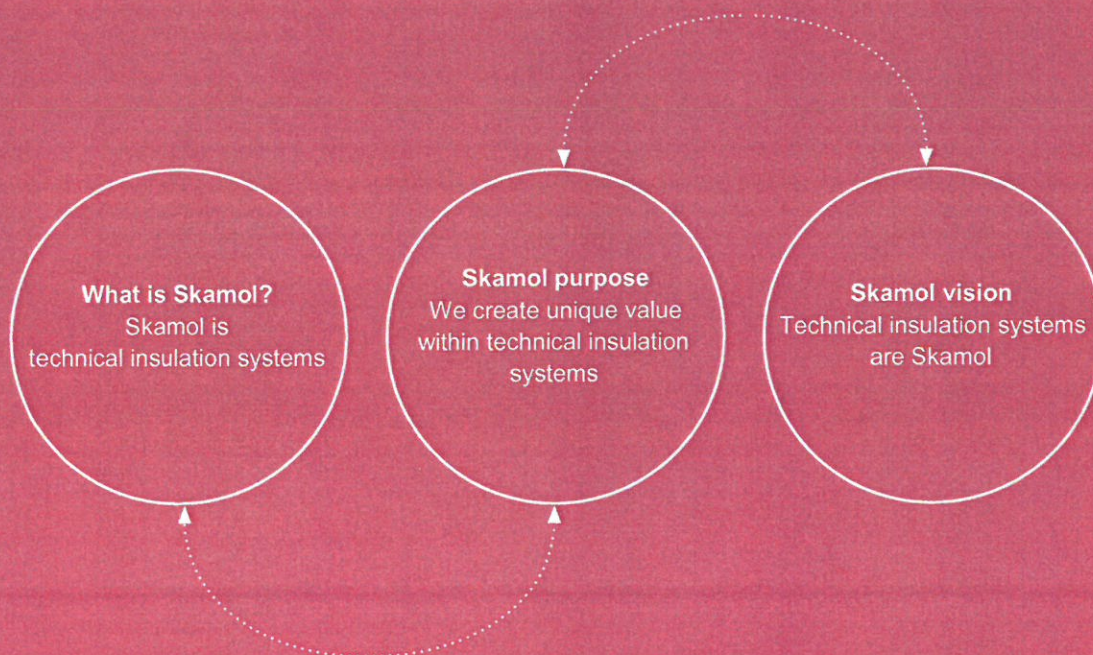 What is Skamol?
Skamol is
technical insulation systems
Skamol purpose
We create unique value
within technical insulation
systems
Skamol vision
Technical insulation systems
are Skamol